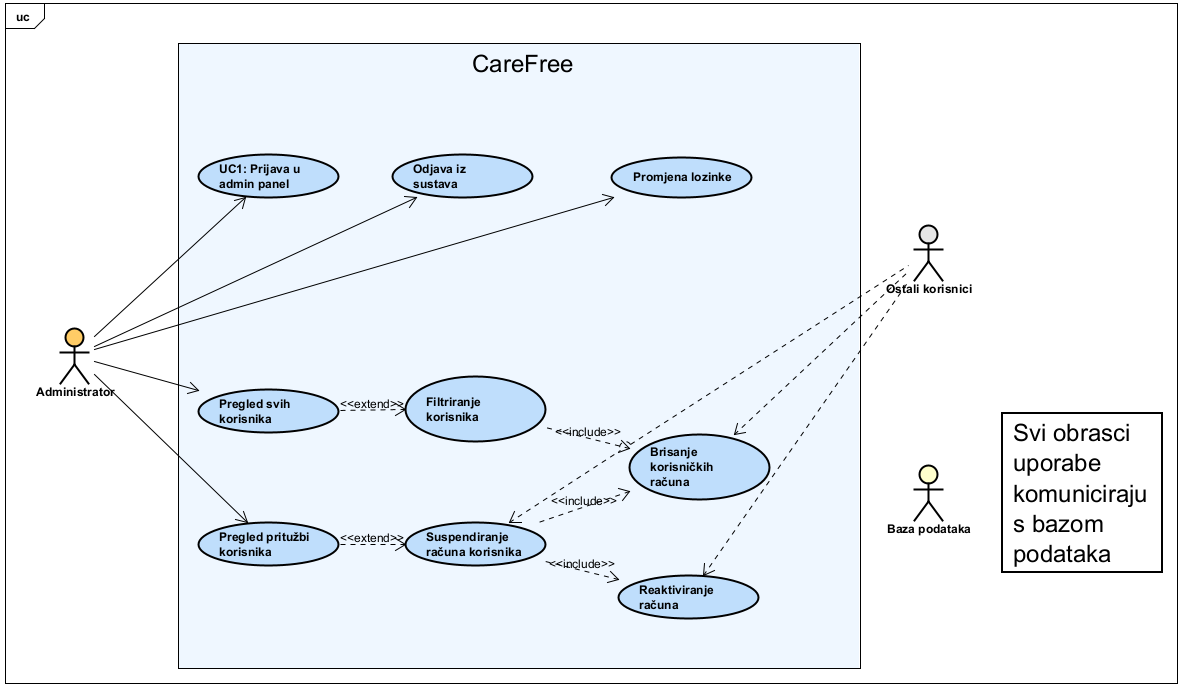 uc
CareFree
UC1: Prijava u
admin panel
Odjava iz
sustava
Promjena lozinke
Ostali korisnici
Administrator
Pregled svih
korisnika
<<extend>>
Filtriranje
korisnika
<<include>>
Brisanje
korisničkih
računa
Svi obrasci
uporabe
komuniciraju
s bazom
podataka
<<include>>
Baza podataka
Pregled pritužbi
korisnika
<<extend>>
Suspendiranje
računa korisnika
<<include>>
Reaktiviranje
računa